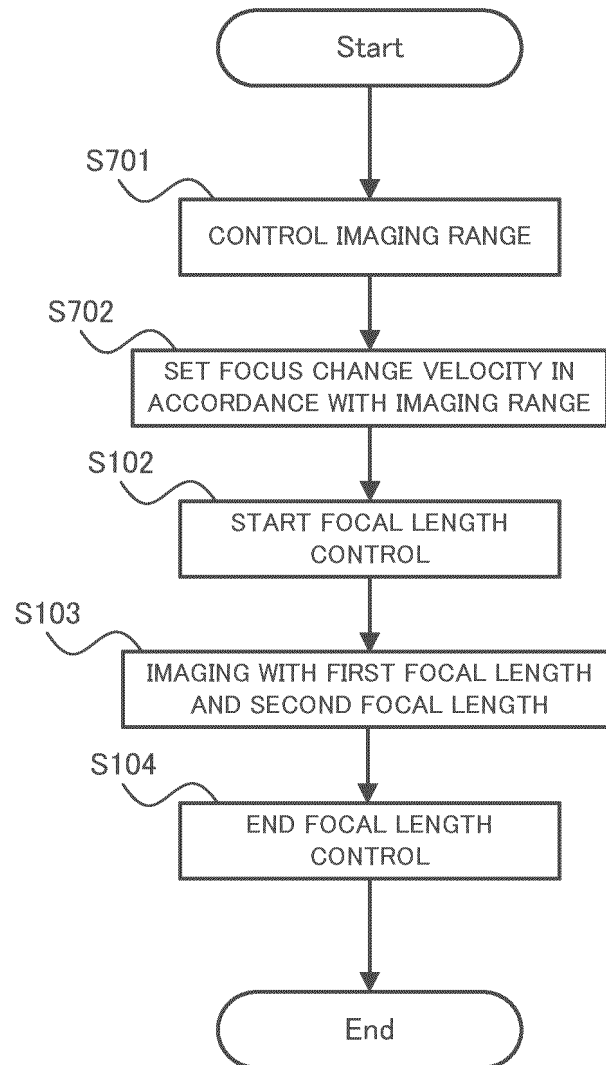 Start
S701
CONTROL IMAGING RANGE
S702
SET FOCUS CHANGE VELOCITY IN
ACCORDANCE WITH IMAGING RANGE
S102
START FOCAL LENGTH
CONTROL
S103
IMAGING WITH FIRST FOCAL LENGTH
AND SECOND FOCAL LENGTH
S104
END FOCAL LENGTH
CONTROL
End